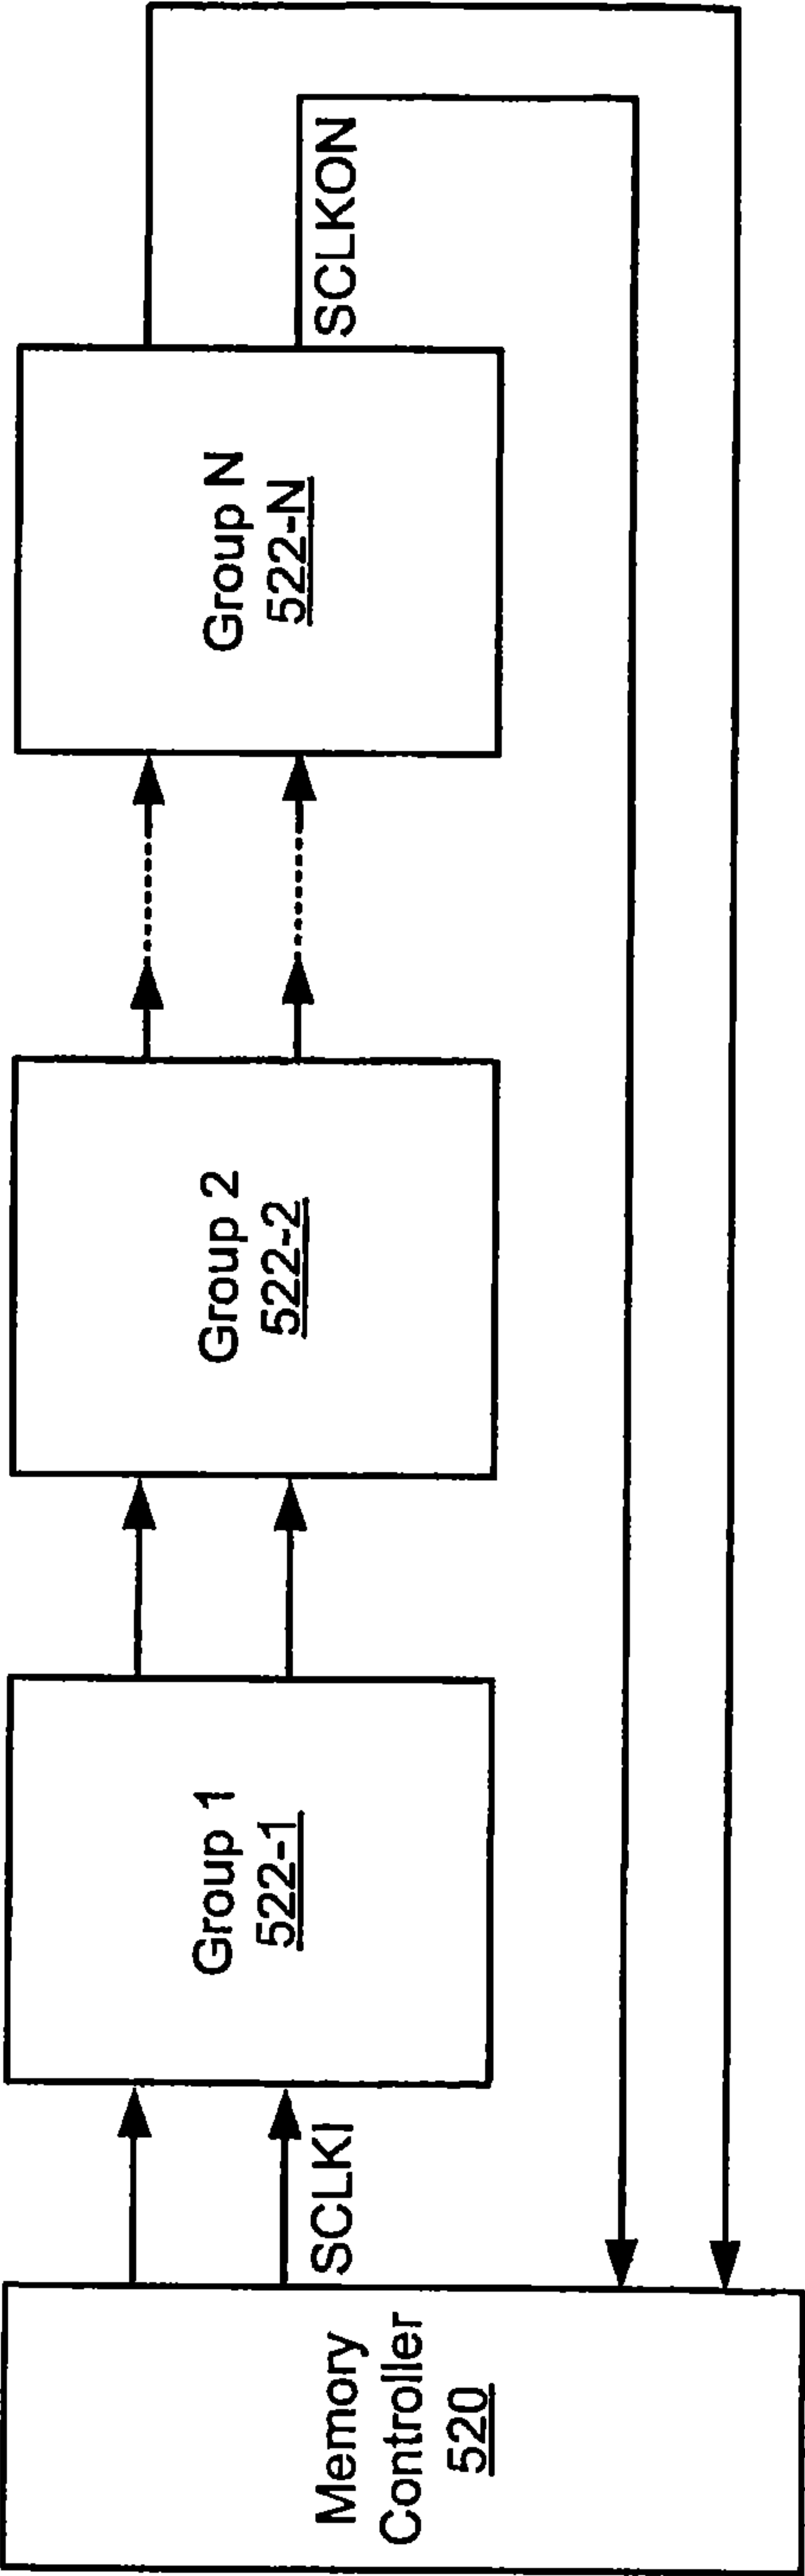 Memory
Controller
520
SCLKI
Group 1
522-1
Group 2
522-2
Group N
522-N
SCLKON